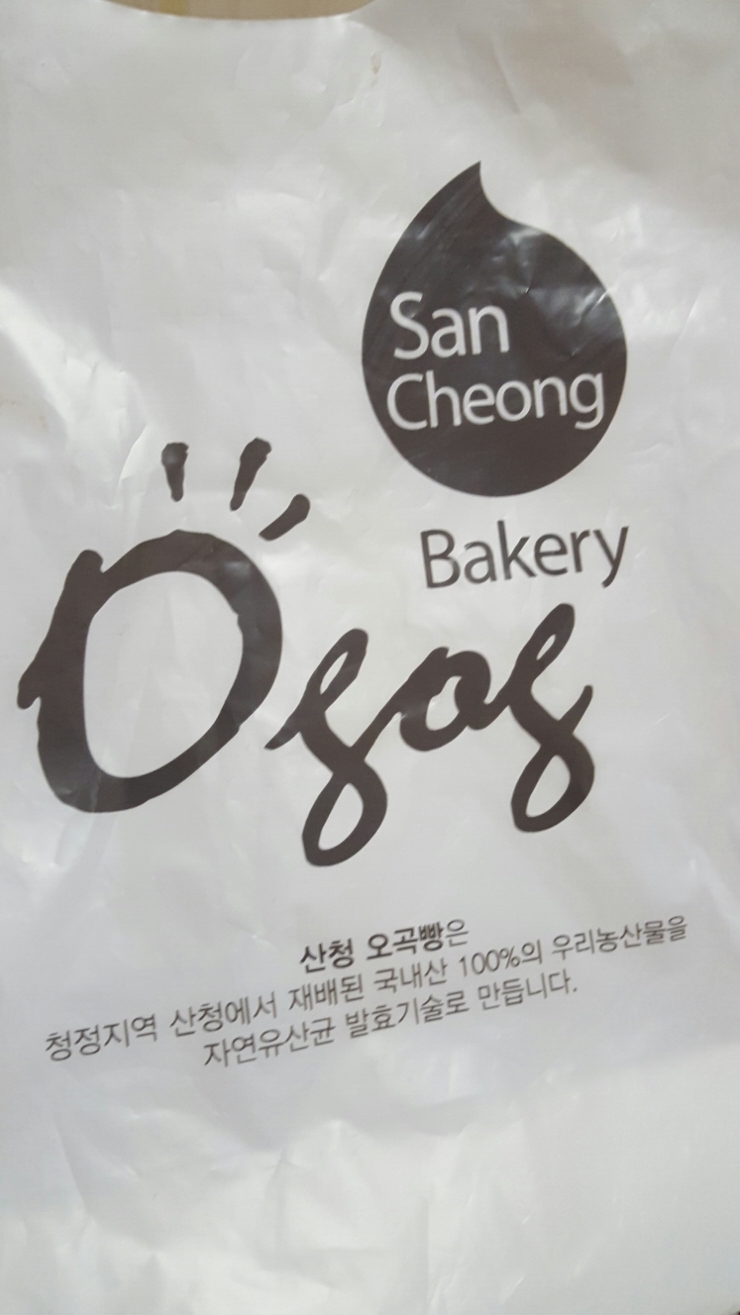 San
Cheong
Bakery
Ogog
산청 오곡빵은
청정지역 산청에서 재배된 국내산 100%의 우리농산물을
자연유산균 발효기술로 만듭니다.